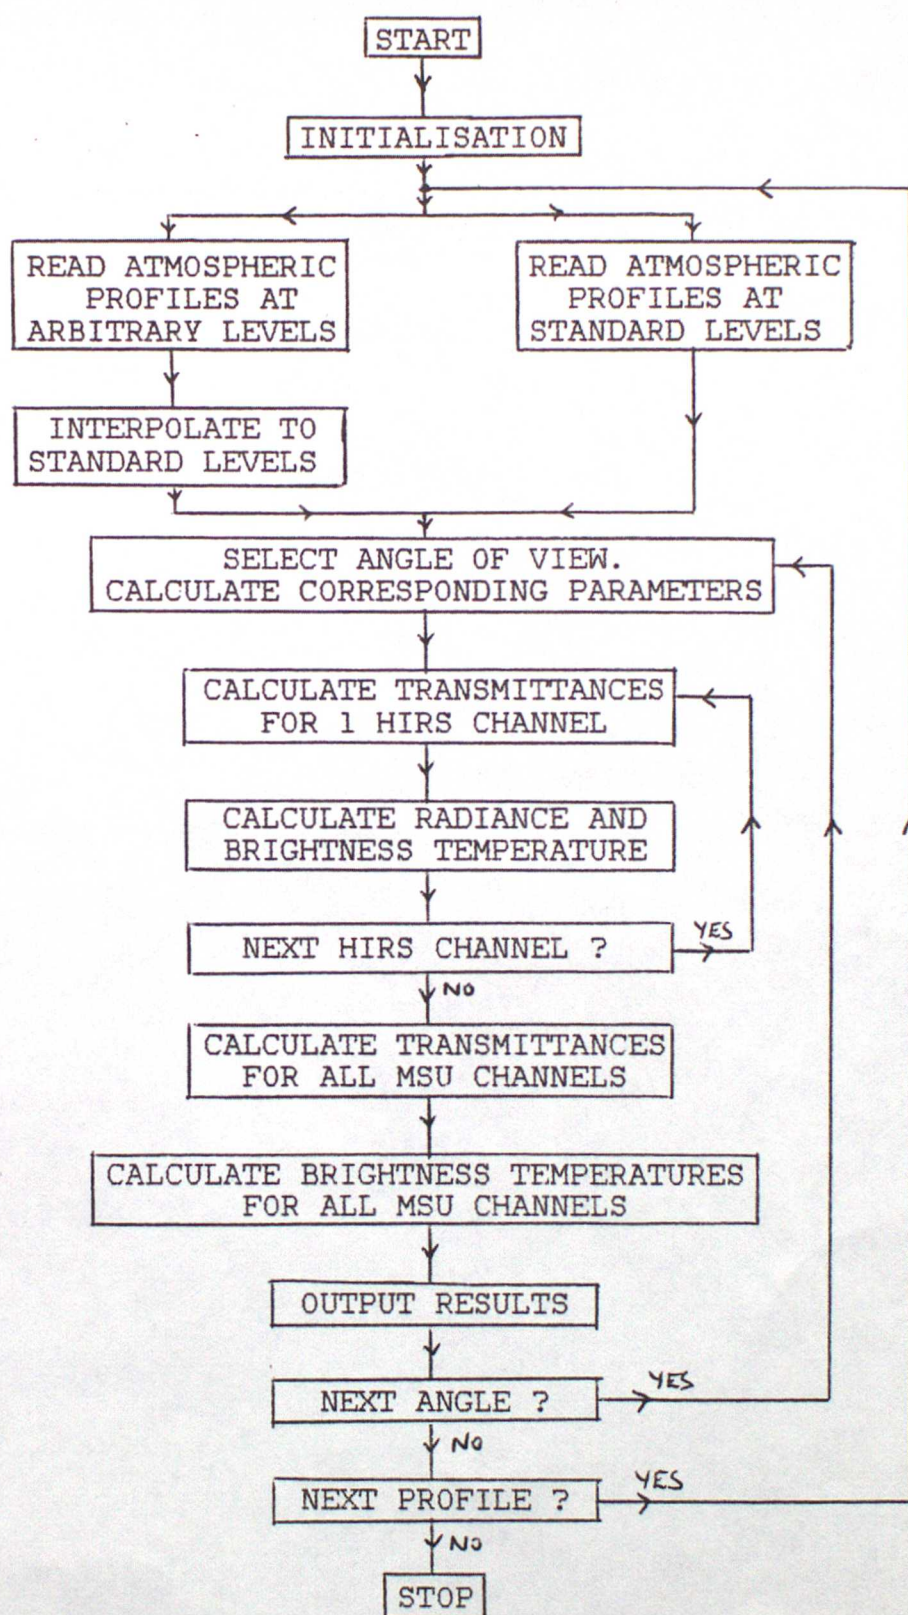 START
INITIALISATION
READ ATMOSPHERIC
PROFILES AT
ARBITRARY LEVELS
READ ATMOSPHERIC
PROFILES AT
STANDARD LEVELS
INTERPOLATE TO
STANDARD LEVELS
SELECT ANGLE OF VIEW.
CALCULATE CORRESPONDING PARAMETERS
CALCULATE TRANSMITTANCES
FOR 1 HIRS CHANNEL
CALCULATE RADIANCE AND
BRIGHTNESS TEMPERATURE
NEXT HIRS CHANNEL ?
YES
NO
CALCULATE TRANSMITTANCES
FOR ALL MSU CHANNELS
CALCULATE BRIGHTNESS TEMPERATURES
FOR ALL MSU CHANNELS
OUTPUT RESULTS
NEXT ANGLE ?
YES
NO
NEXT PROFILE ?
YES
NO
STOP